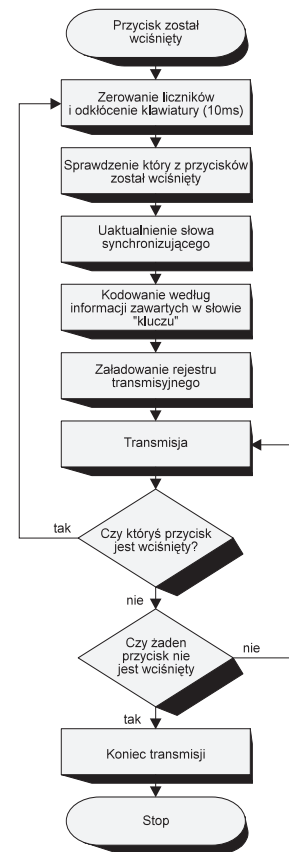 Przycisk został
wciśnięty
Zerowanie liczników
i odkłócenie klawiatury (10ms)
Sprawdzenie który z przycisków
został wciśnięty
Uaktualnienie słowa
synchronizującego
Kodowanie według
informacji zawartych w słowie
"kluczu"
Załadowanie rejestru
transmisyjnego
Transmisja
tak
Czy któryś przycisk
jest wciśnięty?
nie
Czy żaden
przycisk nie
jest wciśnięty
nie
tak
Koniec transmisji
Stop